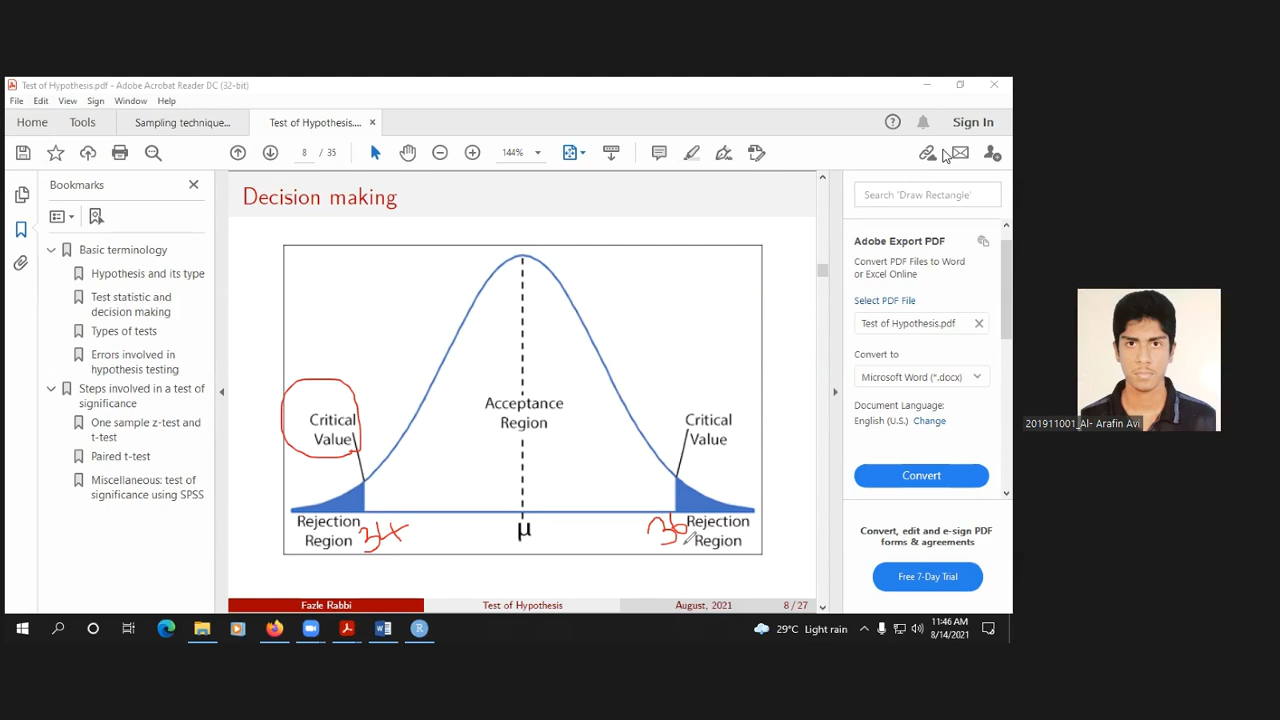 Test of Hypothesis.pdf - Adobe Acrobat Reader DC (32-bit)
File Edit View Sign Window Help
Home Tools Sampling technique... Test of Hypothesis....
Sign In
8 / 35
144%
Bookmarks
Basic terminology
Hypothesis and its type
Test statistic and
decision making
Types of tests
Errors involved in
hypothesis testing
Steps involved in a test of
significance
One sample z-test and
t-test
Paired t-test
Miscellaneous: test of
significance using SPSS
Decision making
Acceptance
Region
Critical
Value
Critical
Value
Rejection
Region
34
μ
36
Rejection
Region
Fazle Rabbi Test of Hypothesis August, 2021 8 / 27
Search 'Draw Rectangle'
Adobe Export PDF
Convert PDF Files to Word
or Excel Online
Select PDF File
Test of Hypothesis.pdf
Convert to
Microsoft Word (*.docx)
Document Language:
English (U.S.) Change
Convert
Convert, edit and e-sign PDF
forms & agreements
Free 7-Day Trial
201911001_Al- Arafin Avi
29°C Light rain
11:46 AM
8/14/2021